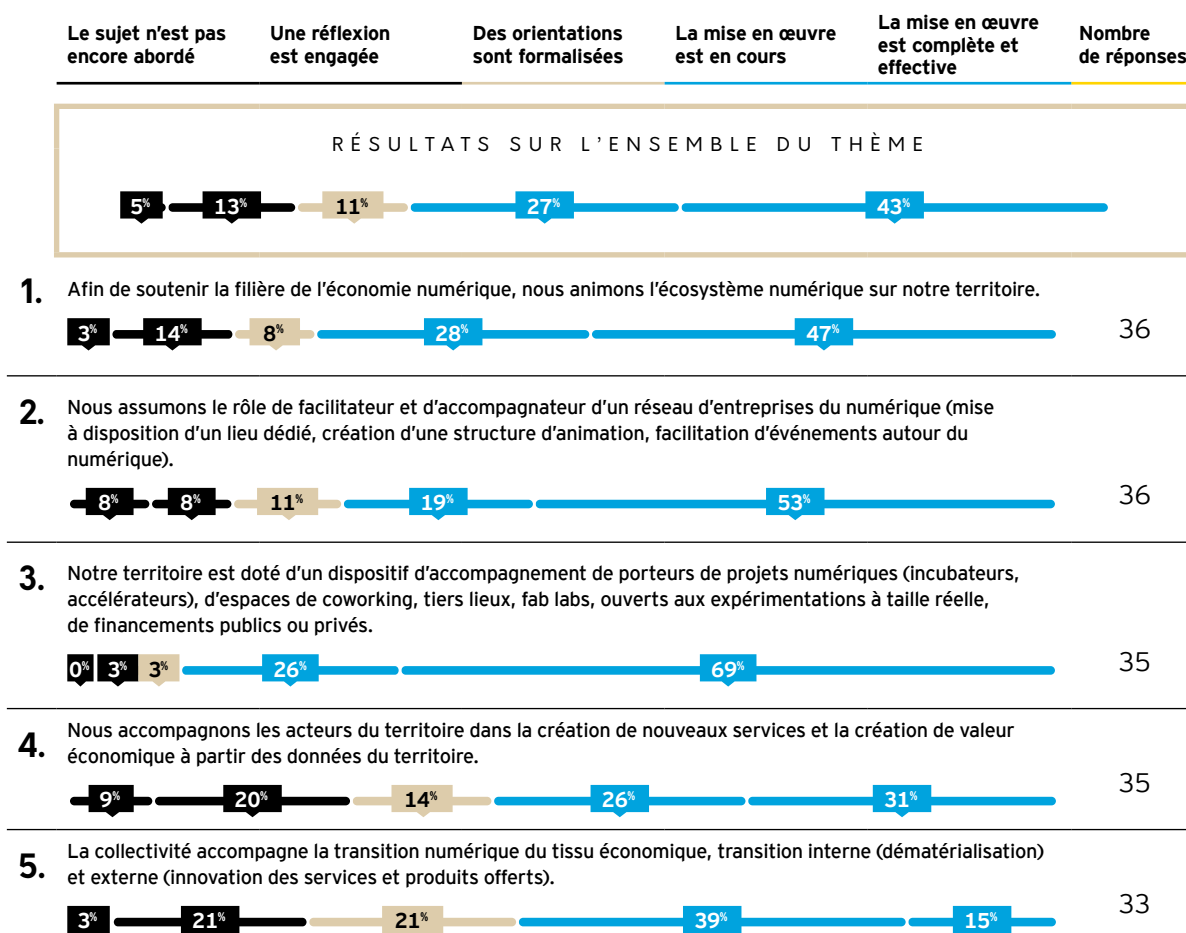 Le sujet n'est pas
encore abordé
Une réflexion
est engagée
Des orientations
sont formalisées
La mise en œuvre
est en cours
La mise en œuvre
est complète et
effective
Nombre
de réponses
RÉSULTATS SUR L'ENSEMBLE DU THÈME
5% 13% 11% 27% 43%
1. Afin de soutenir la filière de l'économie numérique, nous animons l'écosystème numérique sur notre territoire.
3% 14% 8% 28% 47% 36
2. Nous assumons le rôle de facilitateur et d'accompagnateur d'un réseau d'entreprises du numérique (mise
à disposition d'un lieu dédié, création d'une structure d'animation, facilitation d'événements autour du
numérique).
8% 8% 11% 19% 53% 36
3. Notre territoire est doté d'un dispositif d'accompagnement de porteurs de projets numériques (incubateurs,
accélérateurs), d'espaces de coworking, tiers lieux, fab labs, ouverts aux expérimentations à taille réelle,
de financements publics ou privés.
0% 3% 3% 26% 69% 35
4. Nous accompagnons les acteurs du territoire dans la création de nouveaux services et la création de valeur
économique à partir des données du territoire.
9% 20% 14% 26% 31% 35
5. La collectivité accompagne la transition numérique du tissu économique, transition interne (dématérialisation)
et externe (innovation des services et produits offerts).
3% 21% 21% 39% 15% 33